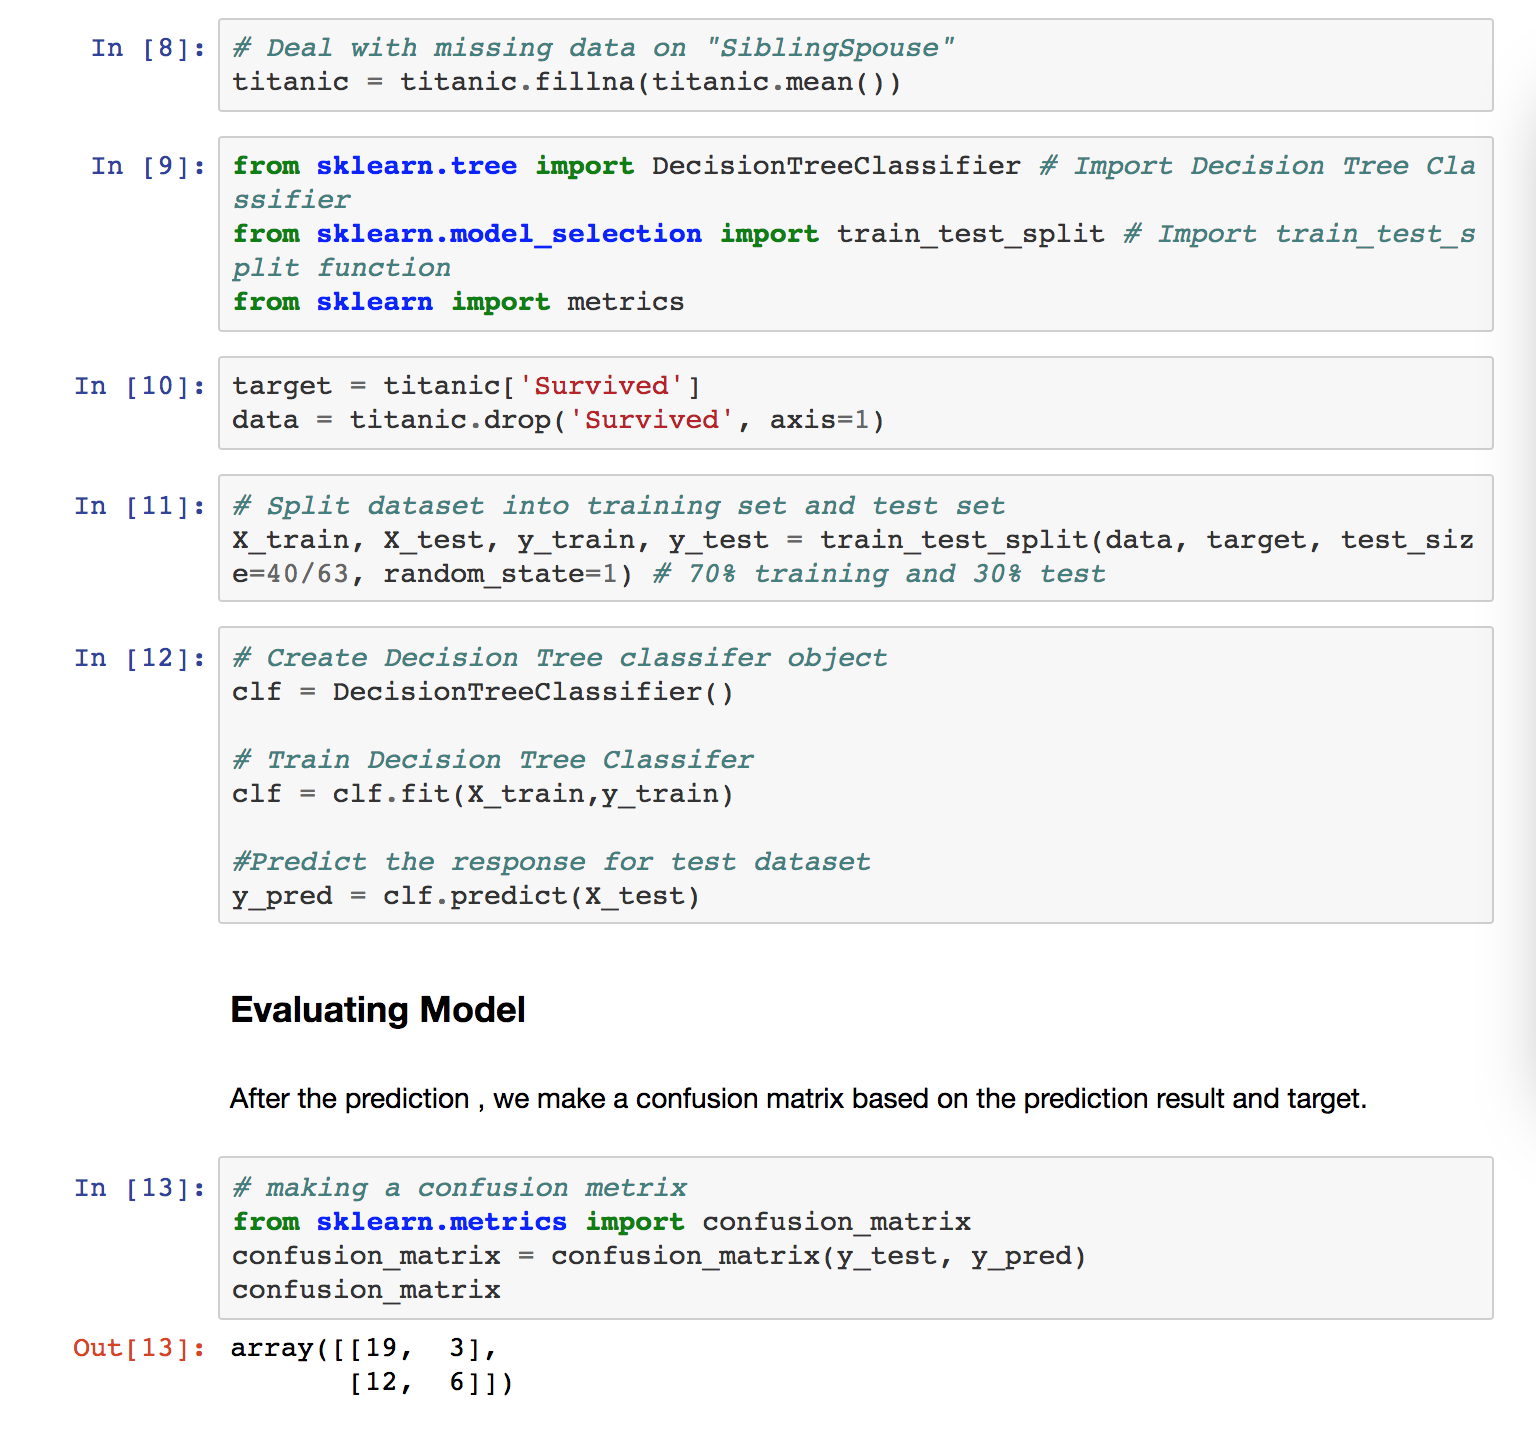 In [8]: # Deal with missing data on "SiblingSpouse"
titanic = titanic.fillna(titanic.mean())
In [9]: from sklearn.tree import DecisionTreeClassifier # Import Decision Tree Cla
ssifier
from sklearn.model_selection import train_test_split # Import train_test_s
plit function
from sklearn import metrics
In [10]: target = titanic['Survived']
data = titanic.drop('Survived', axis=1)
In [11]: # Split dataset into training set and test set
X_train, X_test, y_train, y_test = train_test_split(data, target, test_siz
e=40/63, random_state=1) # 70% training and 30% test
In [12]: # Create Decision Tree classifer object
clf = DecisionTreeClassifier()
# Train Decision Tree Classifer
clf = clf.fit(X_train,y_train)
#Predict the response for test dataset
y_pred = clf.predict(X_test)
Evaluating Model
After the prediction , we make a confusion matrix based on the prediction result and target.
In [13]: # making a confusion metrix
from sklearn.metrics import confusion_matrix
confusion_matrix = confusion_matrix(y_test, y_pred)
confusion_matrix
Out[13]: array([[19, 3],
[12, 6]])